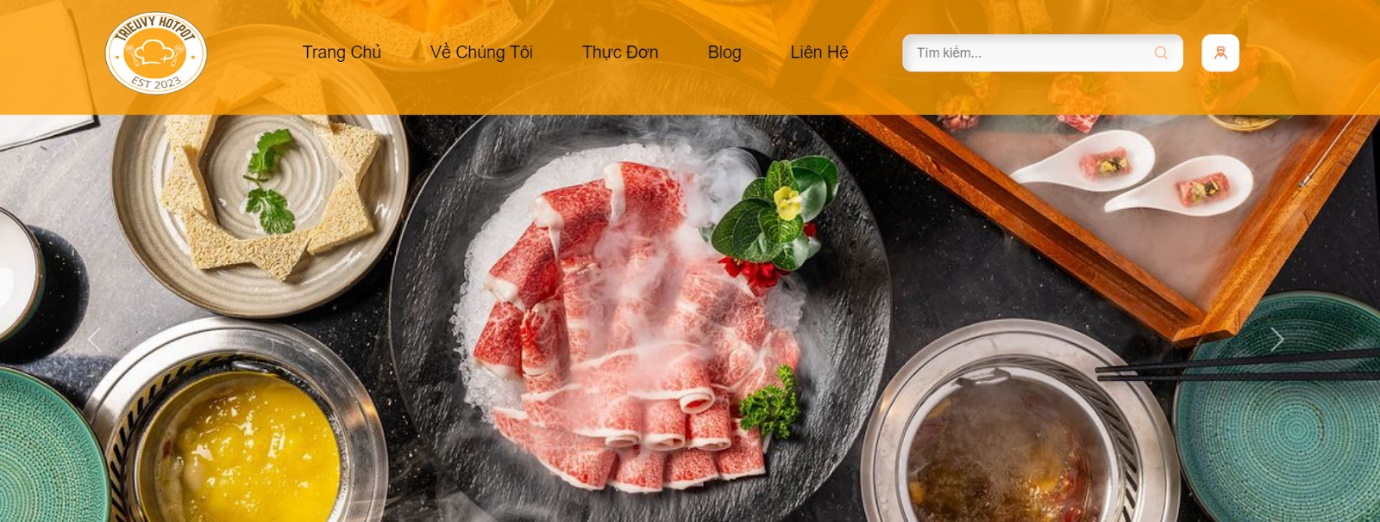 TRIEUVY HOTPOT
EST 2023
Trang Chủ
Về Chúng Tôi
Thực Đơn
Blog
Liên Hệ
Tìm kiếm...